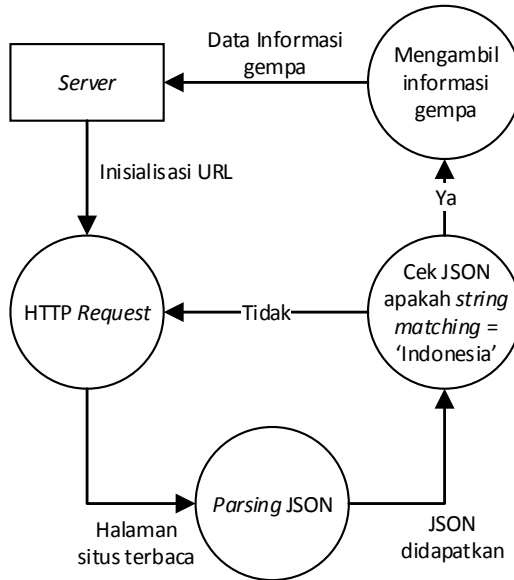 Data Informasi
gempa
Server
Mengambil
informasi
gempa
Inisialisasi URL
Ya
HTTP Request
Tidak
Cek JSON
apakah string
matching =
‘Indonesia’
Parsing JSON
Halaman
situs terbaca
JSON
didapatkan